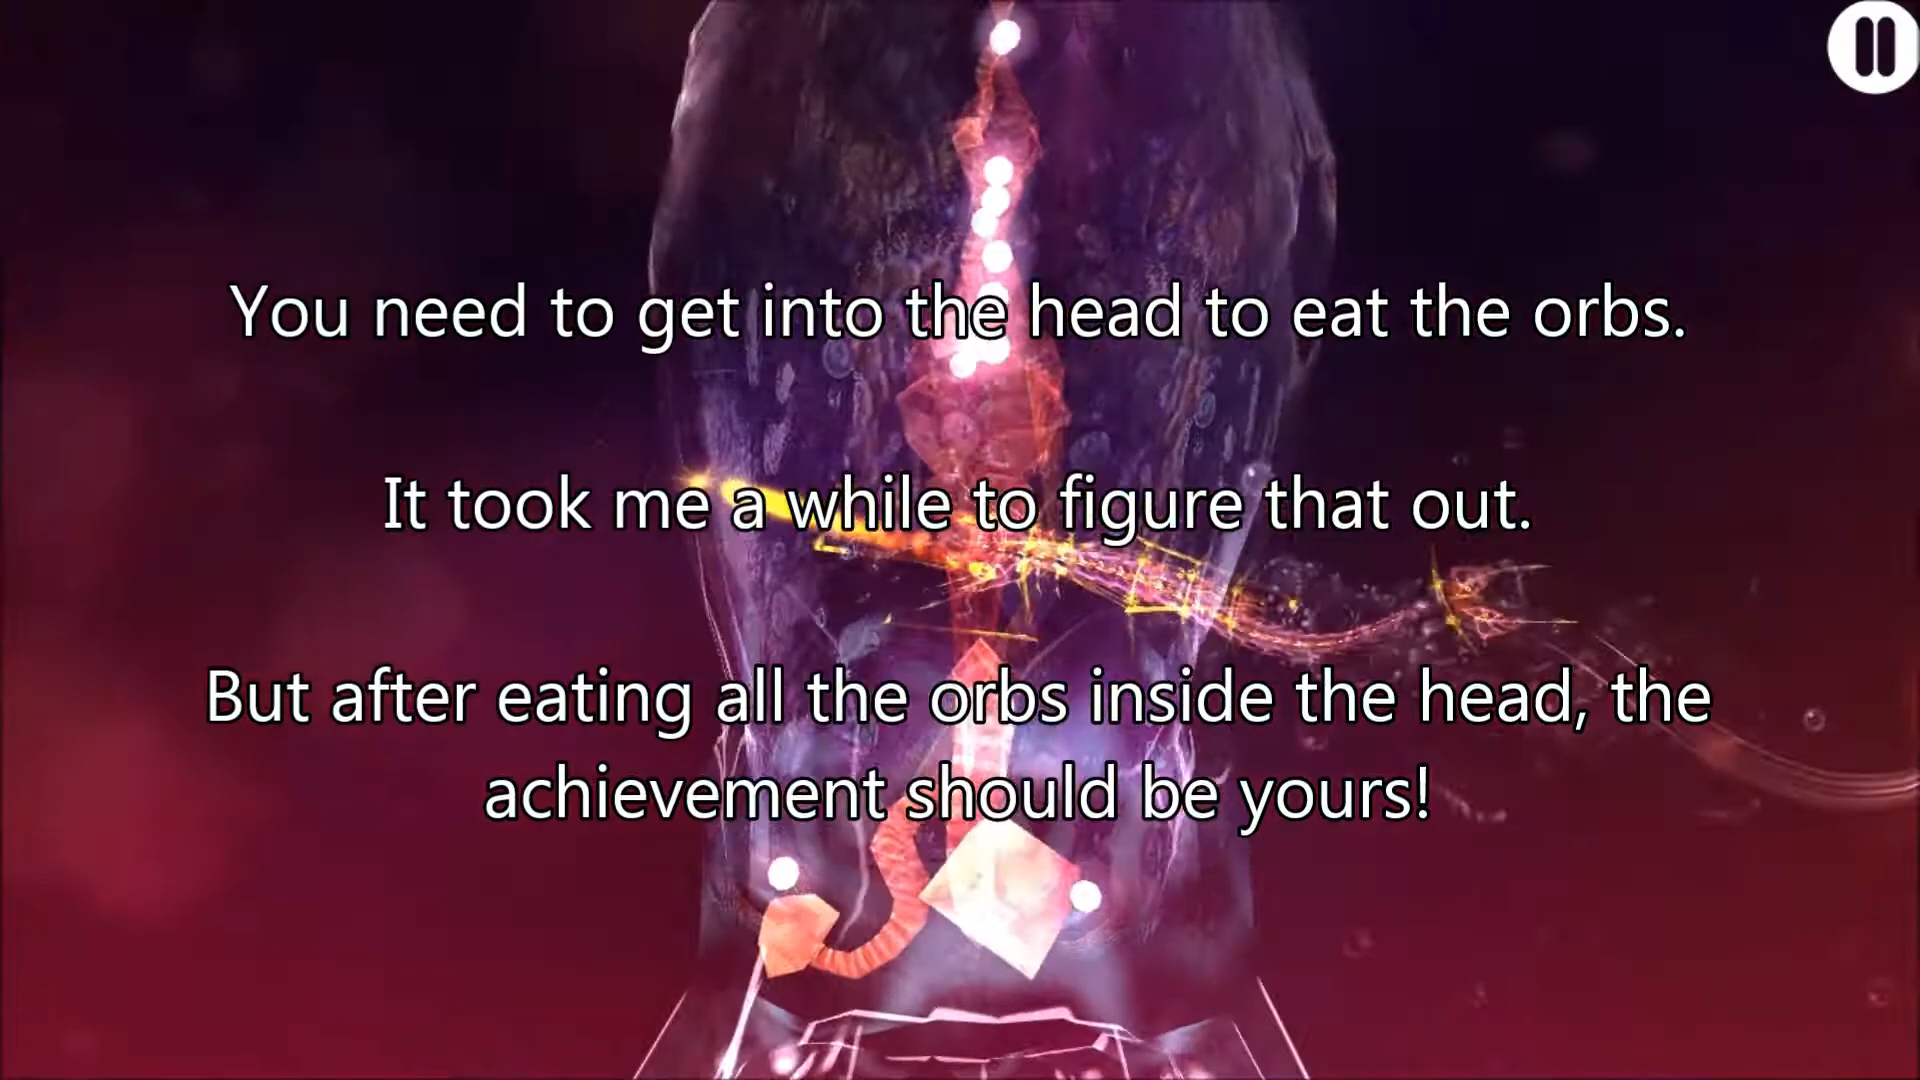 You need to get into the head to eat the orbs.
It took me a while to figure that out.
But after eating all the orbs inside the head, the
achievement should be yours!